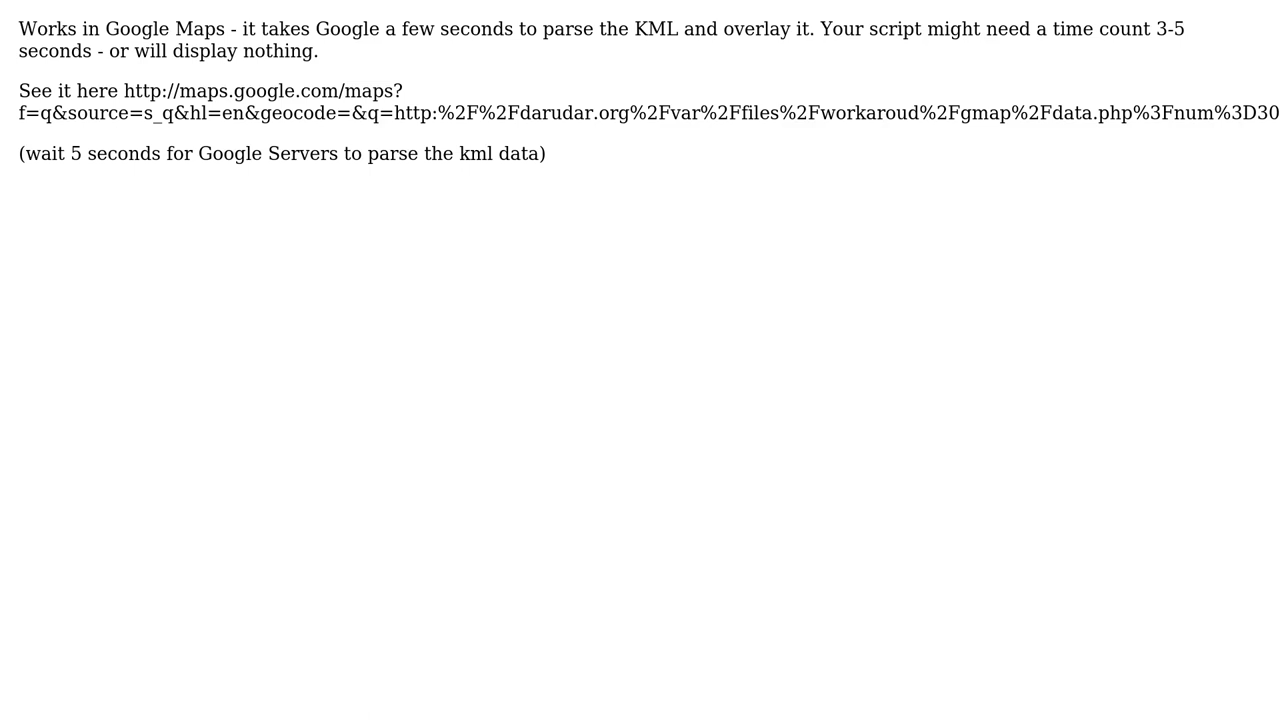 Works in Google Maps - it takes Google a few seconds to parse the KML and overlay it. Your script might need a time count 3-5
seconds - or will display nothing.
See it here http://maps.google.com/maps?
f=q&source=s_q&hl=en&geocode=&q=http:%2F%2Fdarudar.org%2Fvar%2Ffiles%2Fworkaroud%2Fgmap%2Fdata.php%3Fnum%3D30
(wait 5 seconds for Google Servers to parse the kml data)